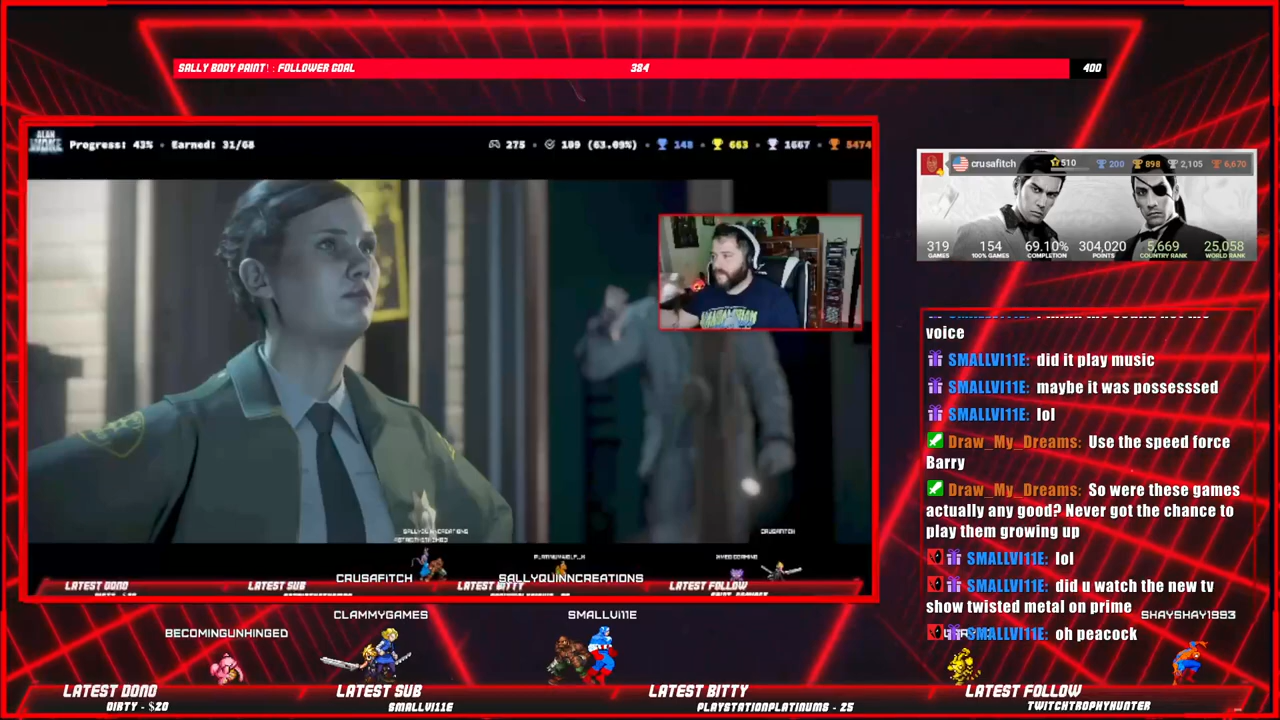 SALLY BODY PAINT! : FOLLOWER GOAL 384 400
ALAN WAKE Progress: 43% • Earned: 31/68 275 • 189 (63.09%) • 148 • 663 • 1667 • 5474
crusafitch 510 200 898 2,105 6,670
319 154 69.10% 304,020 5,669 25,058
GAMES 100% GAMES COMPLETION POINTS COUNTRY RANK WORLD RANK
voice
SMALLVI11E: did it play music
SMALLVI11E: maybe it was possesssed
SMALLVI11E: lol
Draw_My_Dreams: Use the speed force
Barry
Draw_My_Dreams: So were these games
actually any good? Never got the chance to
play them growing up
SMALLVI11E: lol
SMALLVI11E: did u watch the new tv
show twisted metal on prime
SMALLVI11E: oh peacock
CRUSAFITCH SALLYQUINNCREATIONS
LATEST DONO LATEST SUB LATEST BITTY LATEST FOLLOW
CLAMMYGAMES SMALLVI11E SHAYSHAY1993
BECOMINGUNHINGED
LATEST DONO LATEST SUB LATEST BITTY LATEST FOLLOW
DIRTY - $20 SMALLVI11E PLAYSTATIONPLATINUMS - 25 TWITCHTROPHYHUNTER